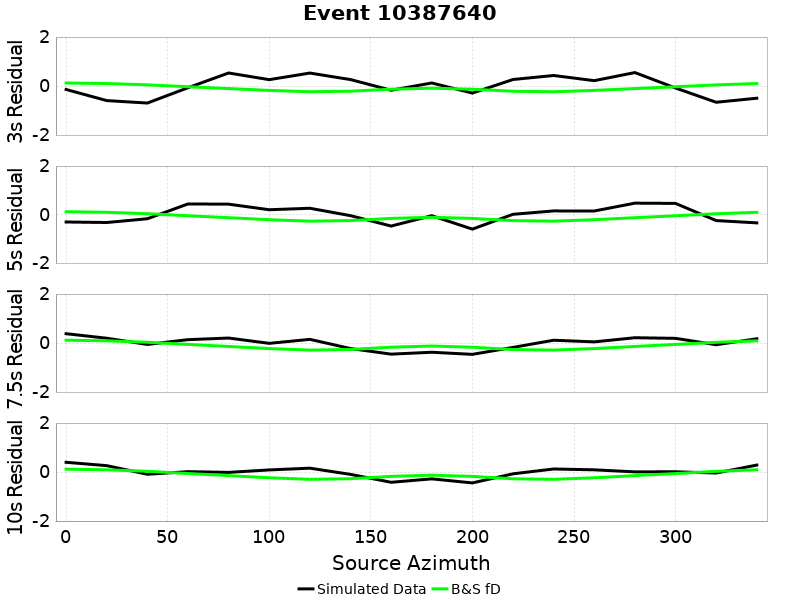 Event 10387640
3s Residual
2
0
-2
5s Residual
2
0
-2
7.5s Residual
2
0
-2
10s Residual
2
0
-2
0 50 100 150 200 250 300
Source Azimuth
Simulated Data B&S fD